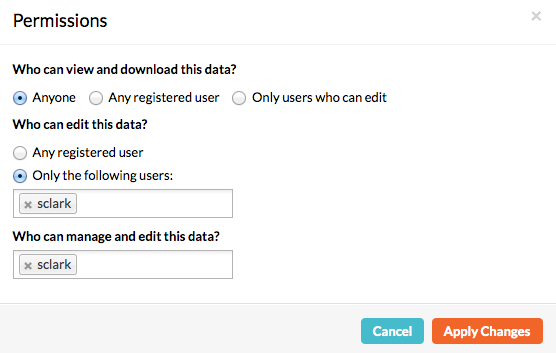 Permissions
×
Who can view and download this data?
Anyone Any registered user Only users who can edit
Who can edit this data?
Any registered user
Only the following users:
× sclark
Who can manage and edit this data?
× sclark
Cancel Apply Changes